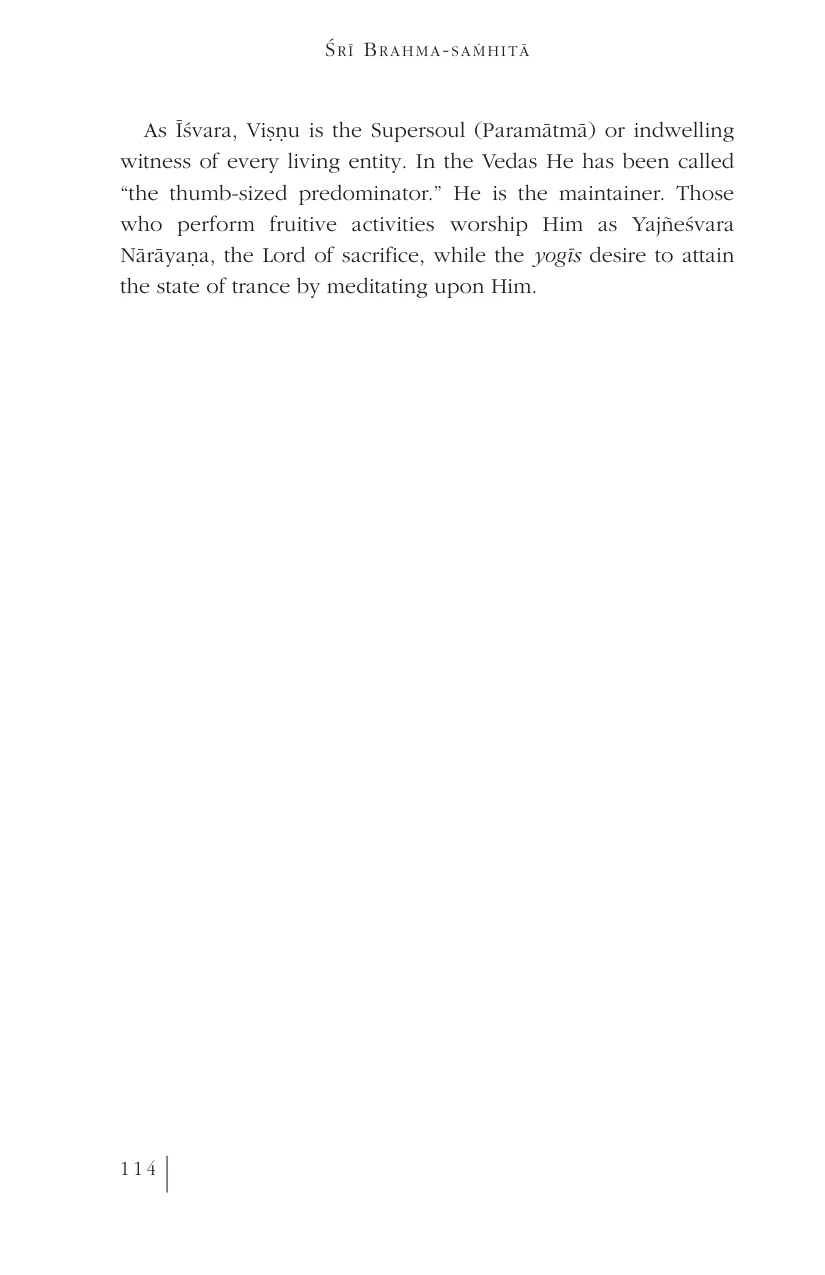 Śrī Brahma-saṁhitā
As Īśvara, Viṣṇu is the Supersoul (Paramātmā) or indwelling
witness of every living entity. In the Vedas He has been called
“the thumb-sized predominator.” He is the maintainer. Those
who perform fruitive activities worship Him as Yajñeśvara
Nārāyaṇa, the Lord of sacrifice, while the yogīs desire to attain
the state of trance by meditating upon Him.
114